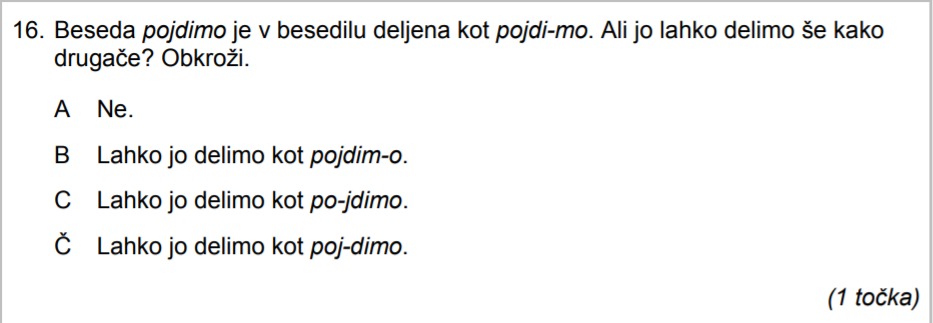 16. Beseda pojdimo je v besedilu deljena kot pojdi-mo. Ali jo lahko delimo še kako
drugače? Obkroži.
A Ne.
B Lahko jo delimo kot pojdim-o.
C Lahko jo delimo kot po-jdimo.
Č Lahko jo delimo kot poj-dimo.
(1 točka)